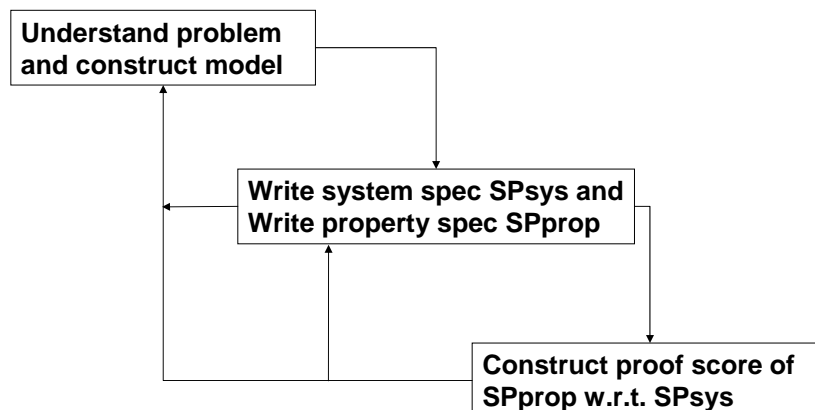 Understand problem
and construct model
Write system spec SPsys and
Write property spec SPprop
Construct proof score of
SPprop w.r.t. SPsys